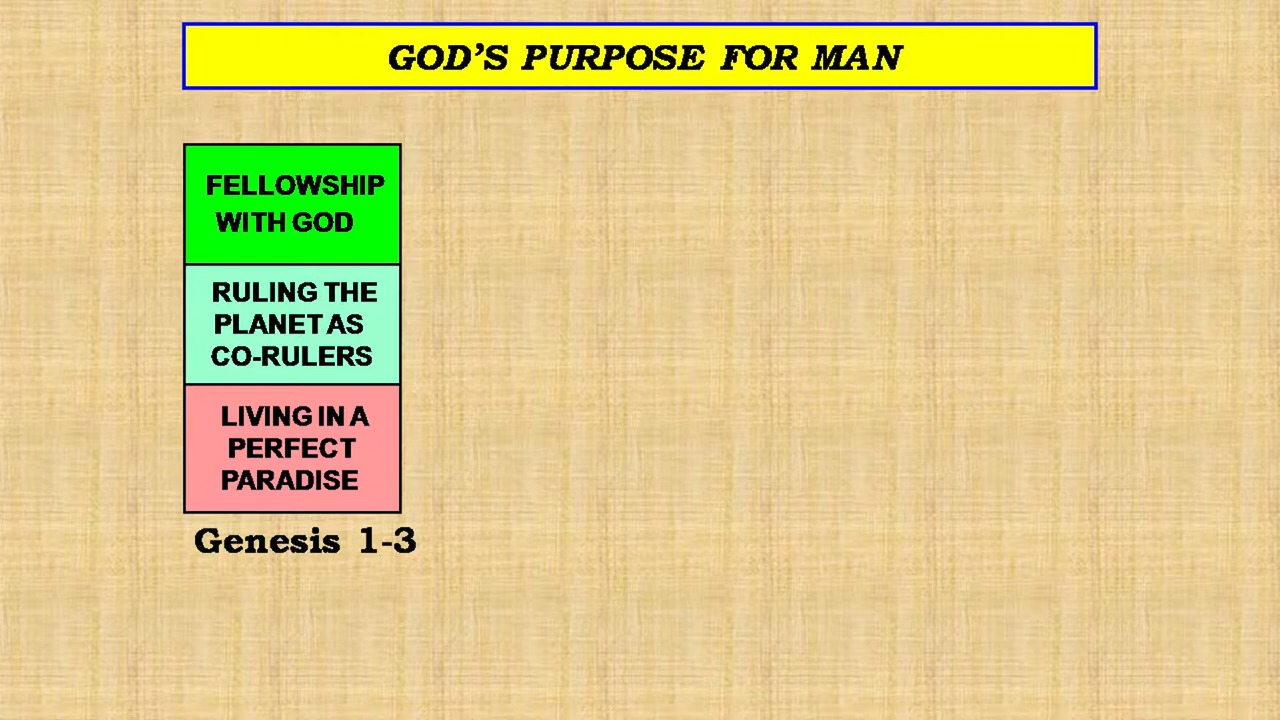 GOD’S PURPOSE FOR MAN
FELLOWSHIP
WITH GOD
RULING THE
PLANET AS
CO-RULERS
LIVING IN A
PERFECT
PARADISE
Genesis 1-3